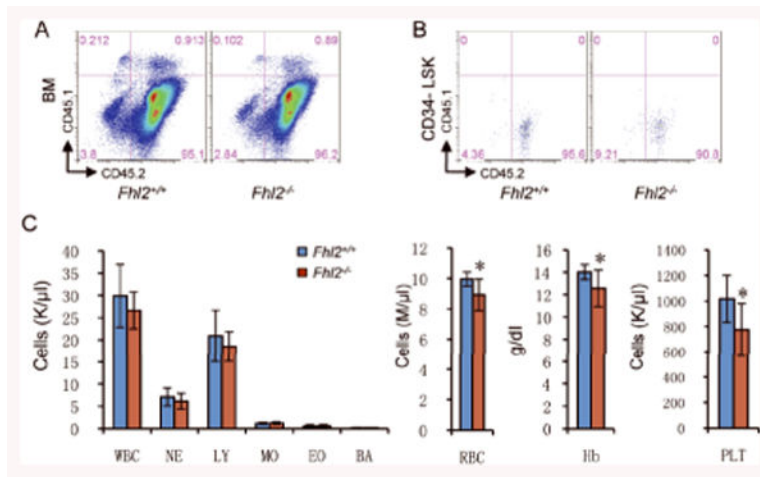 A
0.212
0.913
0.102
0.89
BM
CD45.1
3.8
95.1
2.84
96.2
CD45.2
Fhl2+/+
Fhl2-/-
B
0
0
0
0
CD34- LSK
CD45.1
4.36
95.6
9.21
90.8
CD45.2
Fhl2+/+
Fhl2-/-
C
Fhl2+/+
Fhl2-/-
Cells (K/µl)
40
35
30
25
20
15
10
5
0
WBC NE LY MO EO BA
Cells (M/µl)
12
10
8
6
4
2
0
*
RBC
g/dl
16
14
12
10
8
6
4
2
0
*
Hb
Cells (K/µl)
1400
1200
1000
800
600
400
200
0
*
PLT